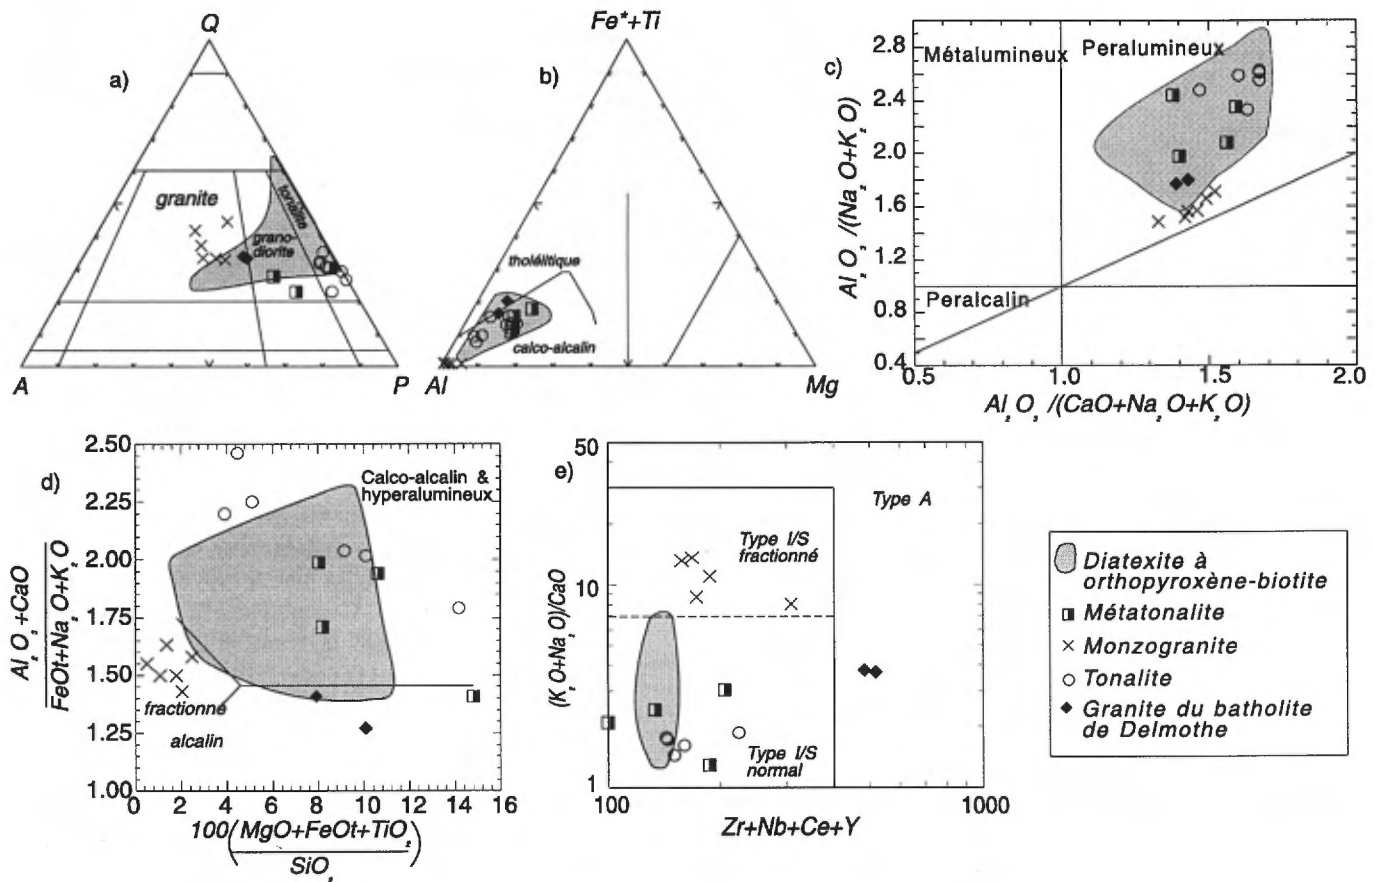 a)
Q
granite
tonalite
grano-
diorite
A
P
b)
Fe*+Ti
tholéiitique
calco-alcalin
Al
Mg
c)
Al₂O₃/(Na₂O+K₂O)
2.8
2.4
2.0
1.6
1.2
0.8
0.4
Métalumineux
Peralumineux
Peralcalin
0.5
1.0
1.5
2.0
Al₂O₃/(CaO+Na₂O+K₂O)
d)
Al₂O₃+CaO
FeOt+Na₂O+K₂O
2.50
2.25
2.00
1.75
1.50
1.25
1.00
Calco-alcalin &
hyperalumineux
fractionné
alcalin
0
2
4
6
8
10
12
14
16
100(MgO+FeOt+TiO₂)
SiO₂
e)
(K₂O+Na₂O)/CaO
50
10
1
Type A
Type I/S
fractionné
Type I/S
normal
100
1000
Zr+Nb+Ce+Y
Diatexite à
orthopyroxène-biotite
Métatonalite
Monzogranite
Tonalite
Granite du batholite
de Delmothe